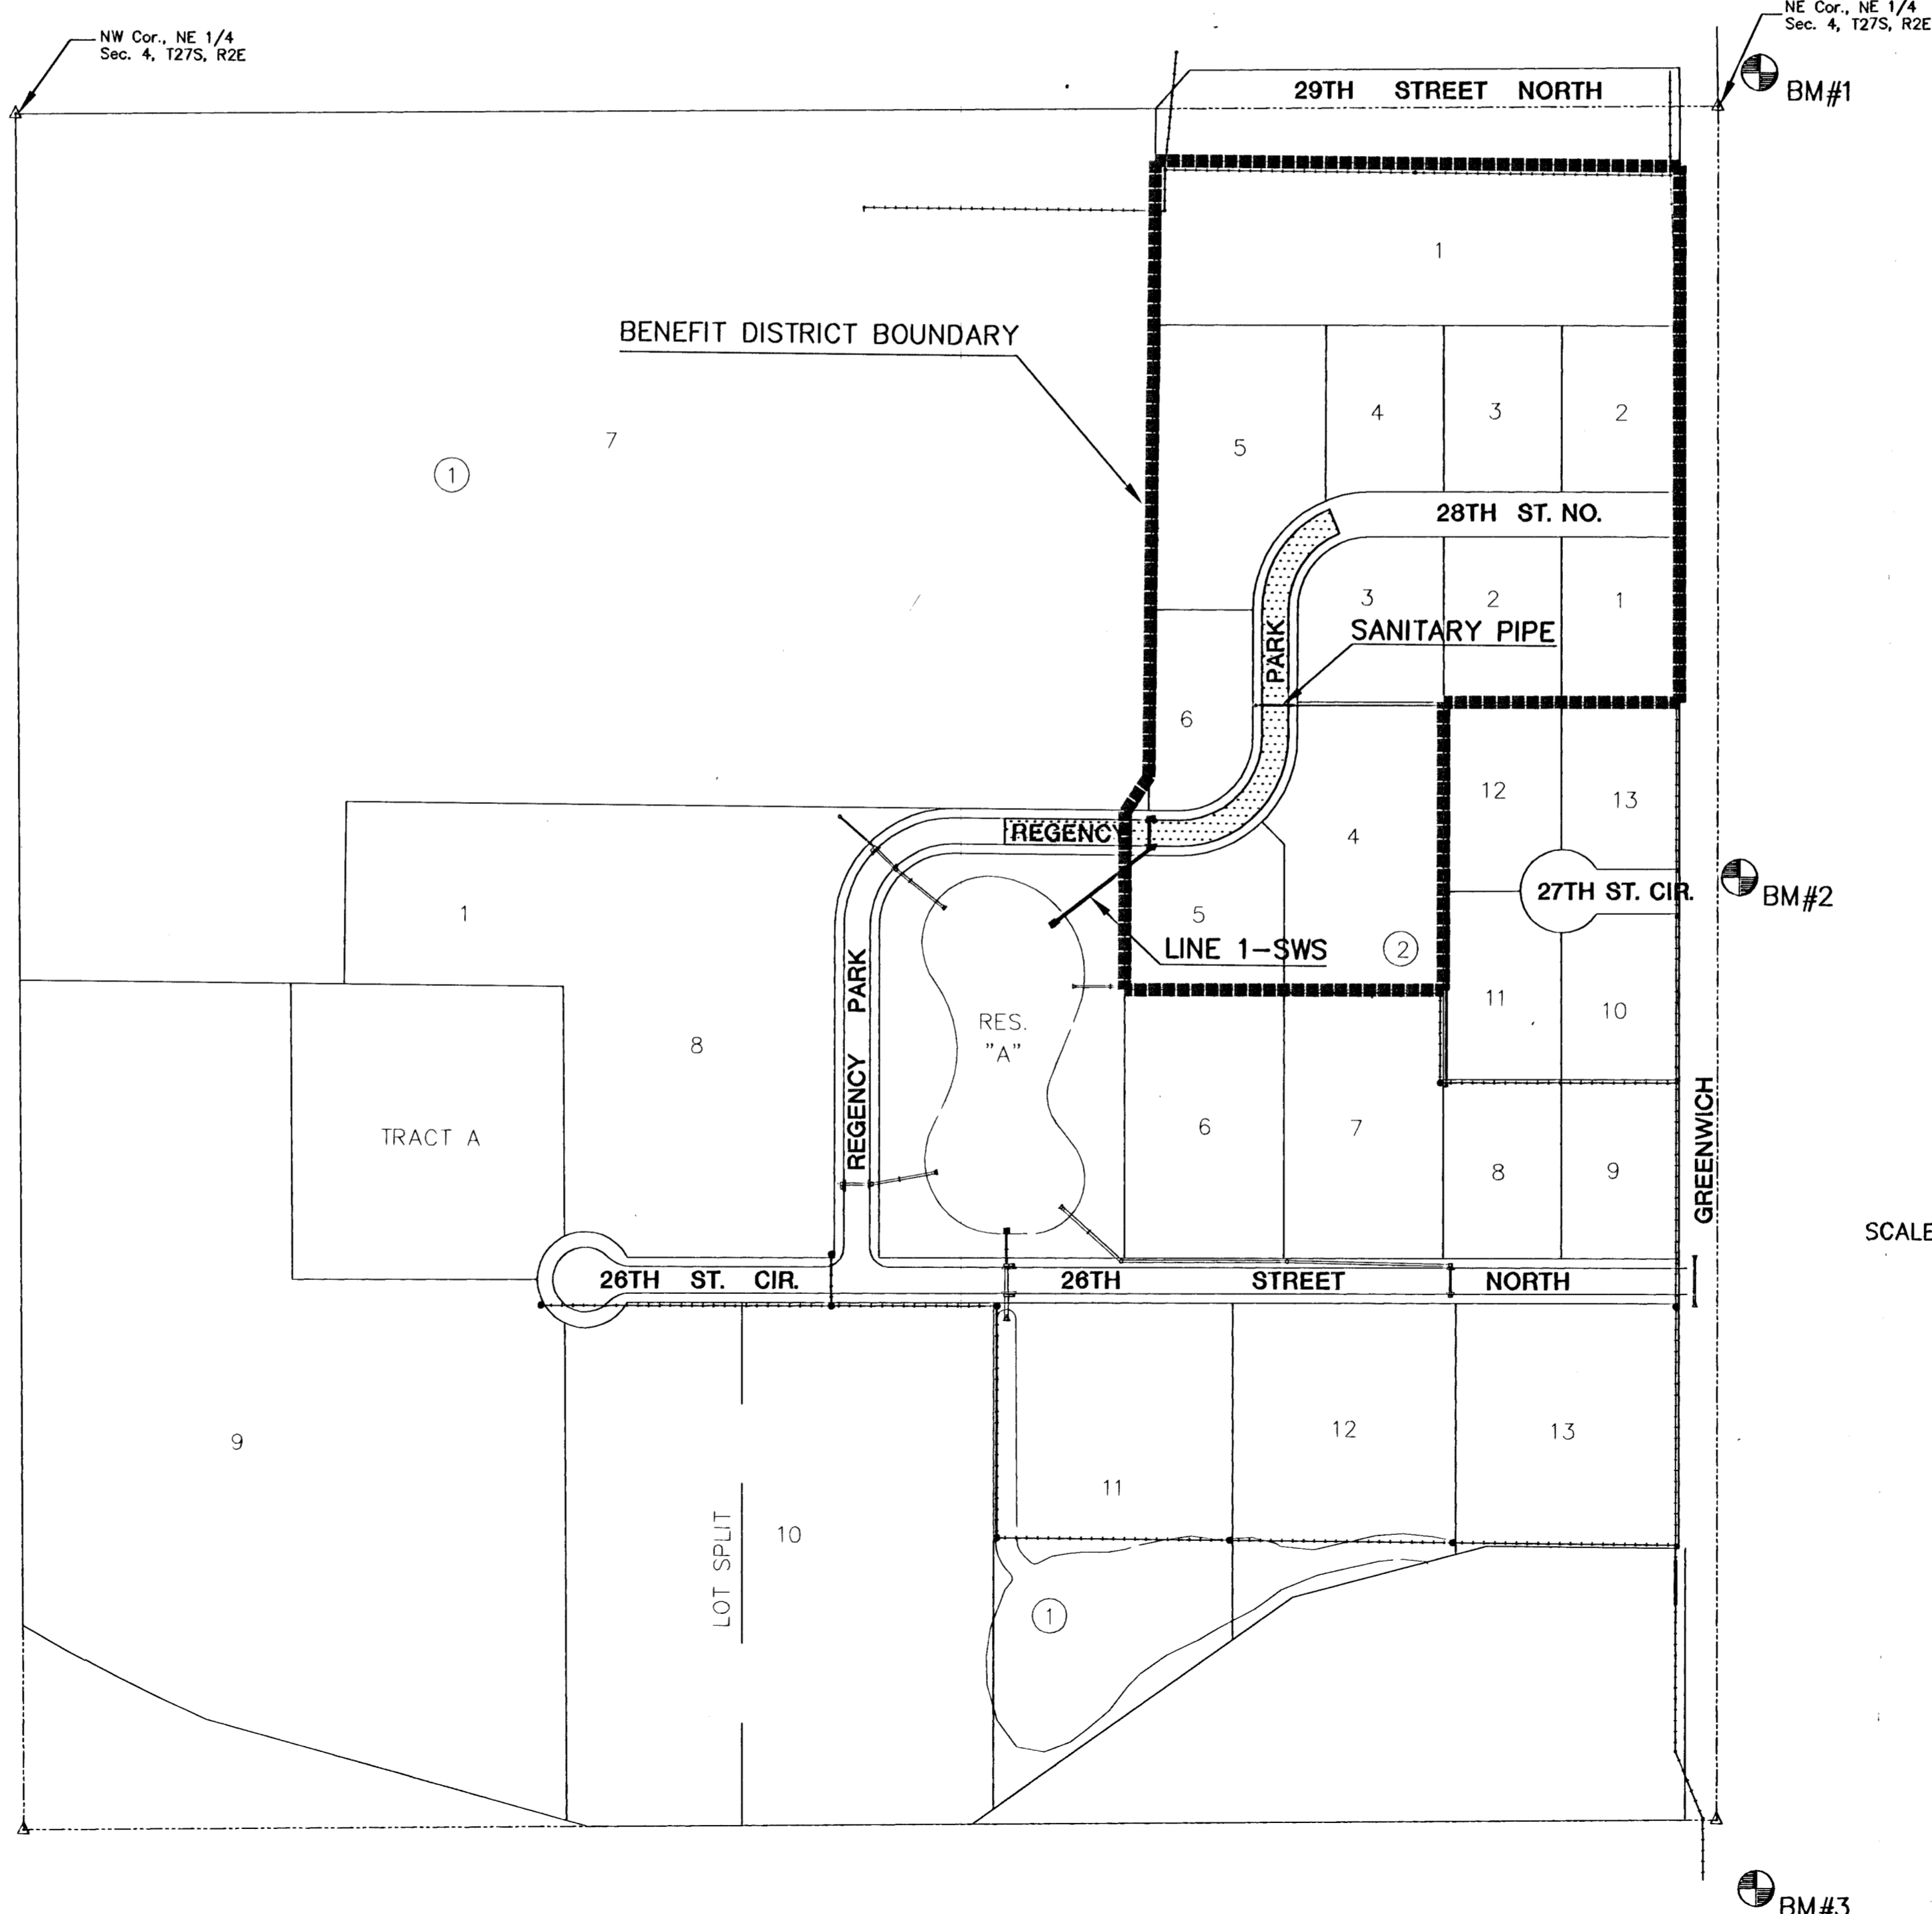 NW Cor., NE 1/4
Sec. 4, T27S, R2E
NE Cor., NE 1/4
Sec. 4, T27S, R2E
BM#1
29TH STREET NORTH
1
BENEFIT DISTRICT BOUNDARY
7
1
5
4
3
2
28TH ST. NO.
3
2
1
SANITARY PIPE
PARK
6
12
13
REGENCY
4
27TH ST. CIR.
BM#2
1
5
2
LINE 1-SWS
REGENCY PARK
RES.
"A"
11
10
8
TRACT A
6
7
8
9
GREENWICH
SCALE
26TH ST. CIR.
26TH STREET NORTH
9
11
12
13
LOT SPLIT
10
1
BM#3